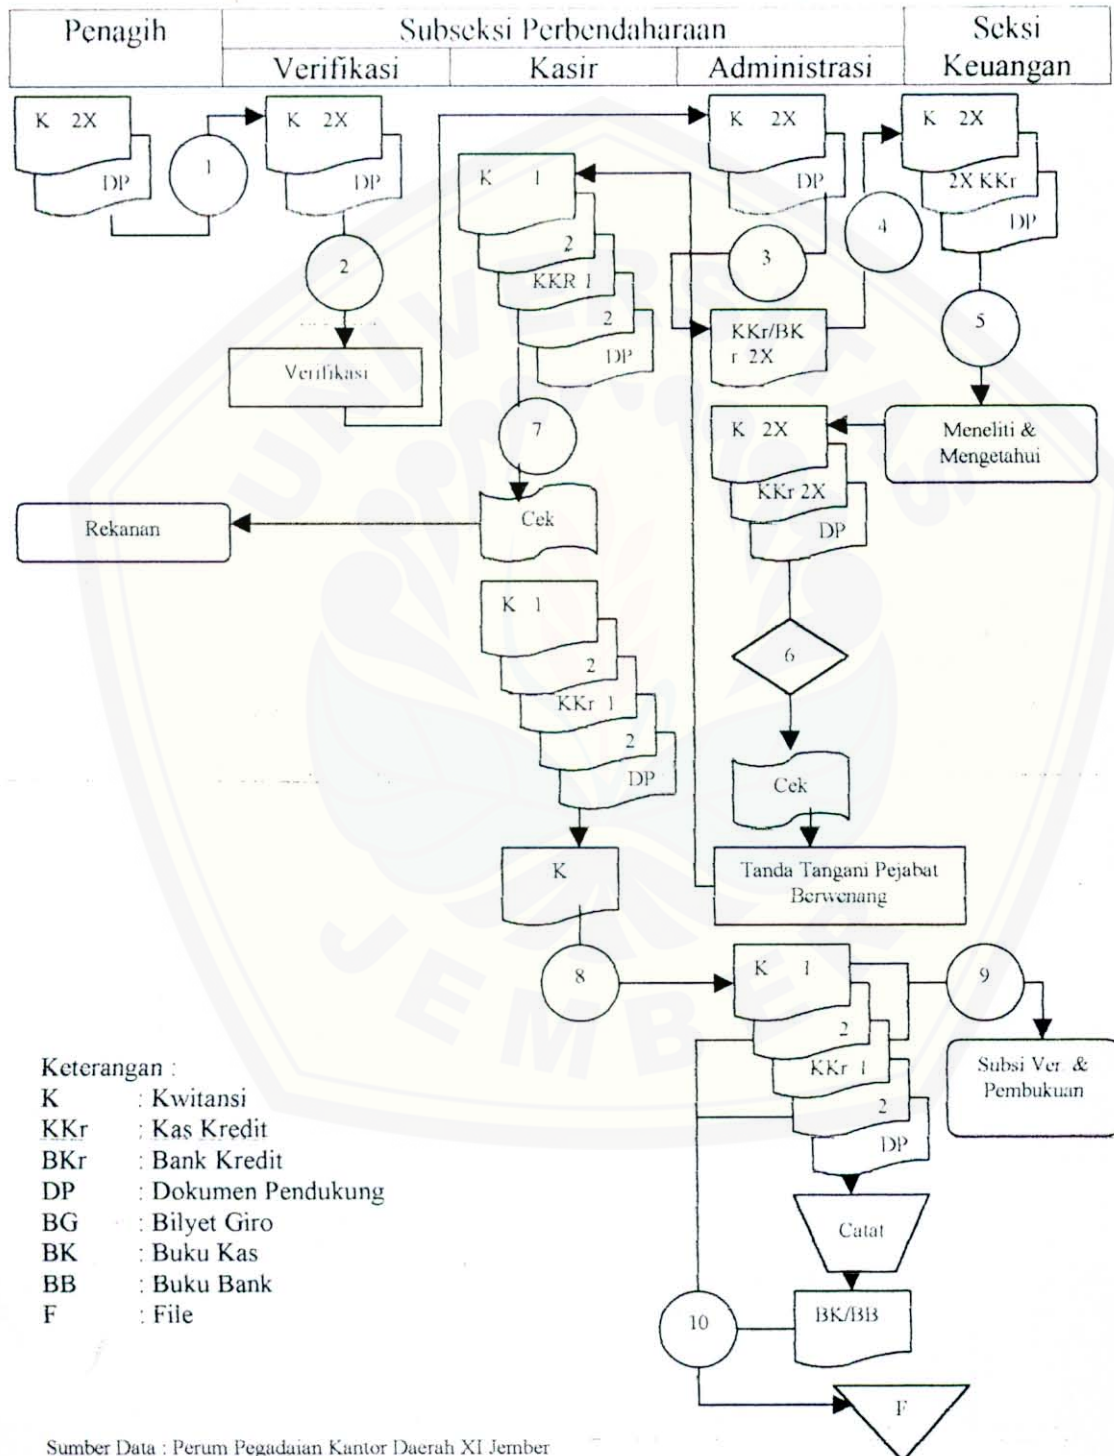 Penagih
Subseksi Perbendaharaan
Seksi
Keuangan
Verifikasi
Kasir
Administrasi
K 2X
DP
1
K 2X
DP
2
Verifikasi
K 1
2
KKR 1
2
DP
7
Cek
Rekanan
K 2X
DP
3
KKr/BK
r 2X
4
K 2X
2X KKr
DP
5
Meneliti &
Mengetahui
K 2X
KKr 2X
DP
6
Cek
Tanda Tangani Pejabat
Berwenang
K 1
2
KKr 1
2
DP
K
8
K 1
2
KKr 1
2
DP
9
Subsi Ver. &
Pembukuan
Catat
BK/BB
10
F
UNIVERSITAS
JEMBER
Keterangan :
K : Kwitansi
KKr : Kas Kredit
BKr : Bank Kredit
DP : Dokumen Pendukung
BG : Bilyet Giro
BK : Buku Kas
BB : Buku Bank
F : File
Sumber Data : Perum Pegadaian Kantor Daerah XI Jember